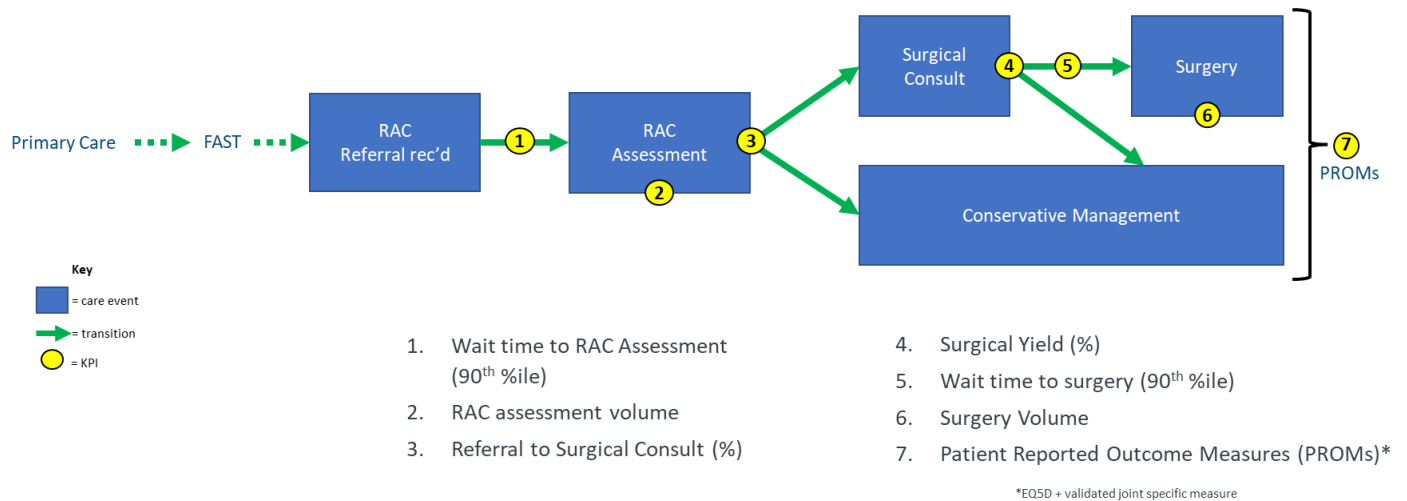 Primary Care
FAST
RAC
Referral rec’d
1
RAC
Assessment
2
3
Surgical
Consult
4
5
Surgery
6
Conservative Management
7
PROMs
Key
= care event
= transition
= KPI
1. Wait time to RAC Assessment
(90th %ile)
2. RAC assessment volume
3. Referral to Surgical Consult (%)
4. Surgical Yield (%)
5. Wait time to surgery (90th %ile)
6. Surgery Volume
7. Patient Reported Outcome Measures (PROMs)*
*EQ5D + validated joint specific measure